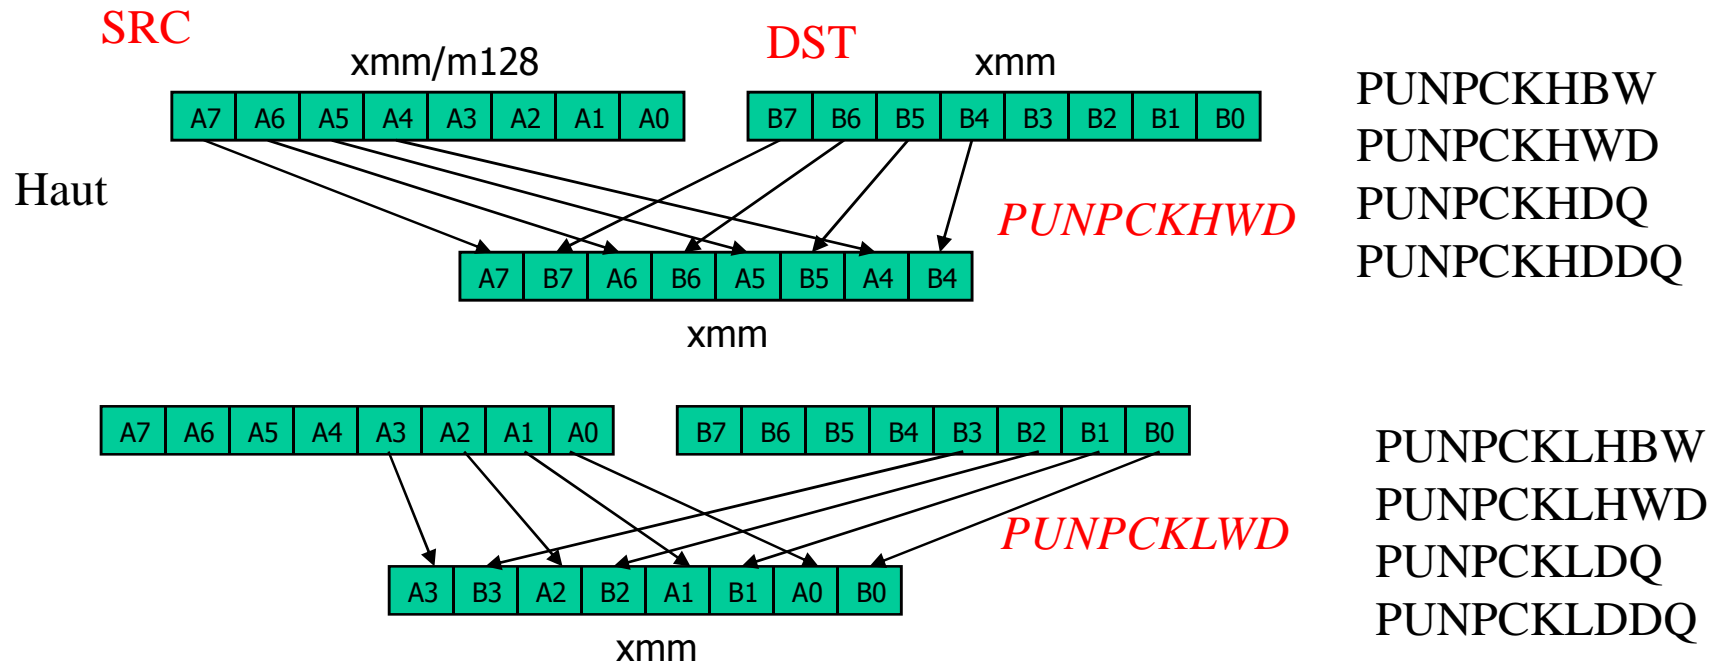 SRC
DST
xmm/m128
xmm
A7 A6 A5 A4 A3 A2 A1 A0
B7 B6 B5 B4 B3 B2 B1 B0
Haut
PUNPCKHWD
A7 B7 A6 B6 A5 B5 A4 B4
xmm
PUNPCKHBW
PUNPCKHWD
PUNPCKHDQ
PUNPCKHDDQ
A7 A6 A5 A4 A3 A2 A1 A0
B7 B6 B5 B4 B3 B2 B1 B0
PUNPCKLWD
A3 B3 A2 B2 A1 B1 A0 B0
xmm
PUNPCKLHBW
PUNPCKLHWD
PUNPCKLDQ
PUNPCKLDDQ